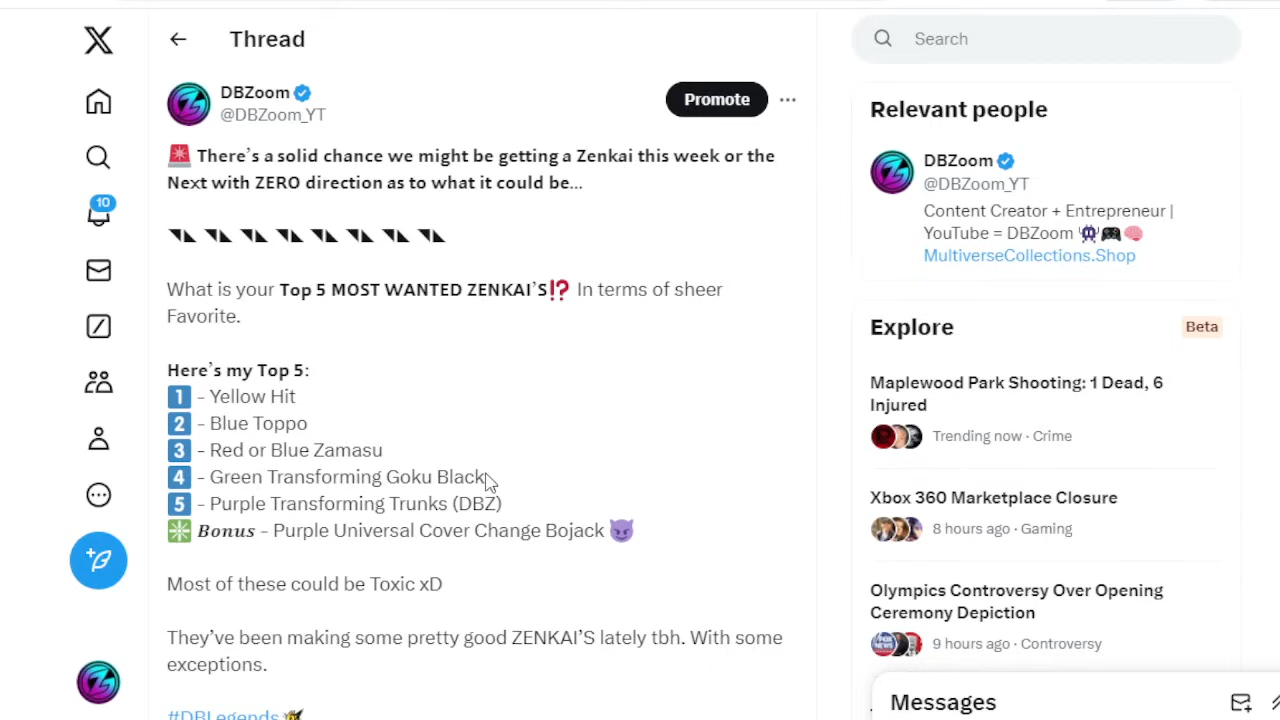 Thread
Search
DBZoom
@DBZoom_YT
Promote
🚨 There's a solid chance we might be getting a Zenkai this week or the
Next with ZERO direction as to what it could be...
◥◣ ◥◣ ◥◣ ◥◣ ◥◣ ◥◣ ◥◣ ◥◣
What is your Top 5 MOST WANTED ZENKAI'S⁉️ In terms of sheer
Favorite.
Here's my Top 5:
1️⃣ - Yellow Hit
2️⃣ - Blue Toppo
3️⃣ - Red or Blue Zamasu
4️⃣ - Green Transforming Goku Black
5️⃣ - Purple Transforming Trunks (DBZ)
✳️ Bonus - Purple Universal Cover Change Bojack 😈
Most of these could be Toxic xD
They've been making some pretty good ZENKAI'S lately tbh. With some
exceptions.
#DBLegends
10
Relevant people
DBZoom
@DBZoom_YT
Content Creator + Entrepreneur |
YouTube = DBZoom 👾🎮🧠
MultiverseCollections.Shop
Explore
Beta
Maplewood Park Shooting: 1 Dead, 6
Injured
Trending now · Crime
Xbox 360 Marketplace Closure
8 hours ago · Gaming
Olympics Controversy Over Opening
Ceremony Depiction
9 hours ago · Controversy
Messages